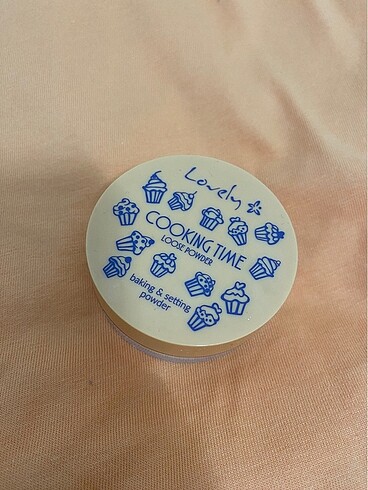 Lovely
COOKING TIME
LOOSE POWDER
baking & setting
powder